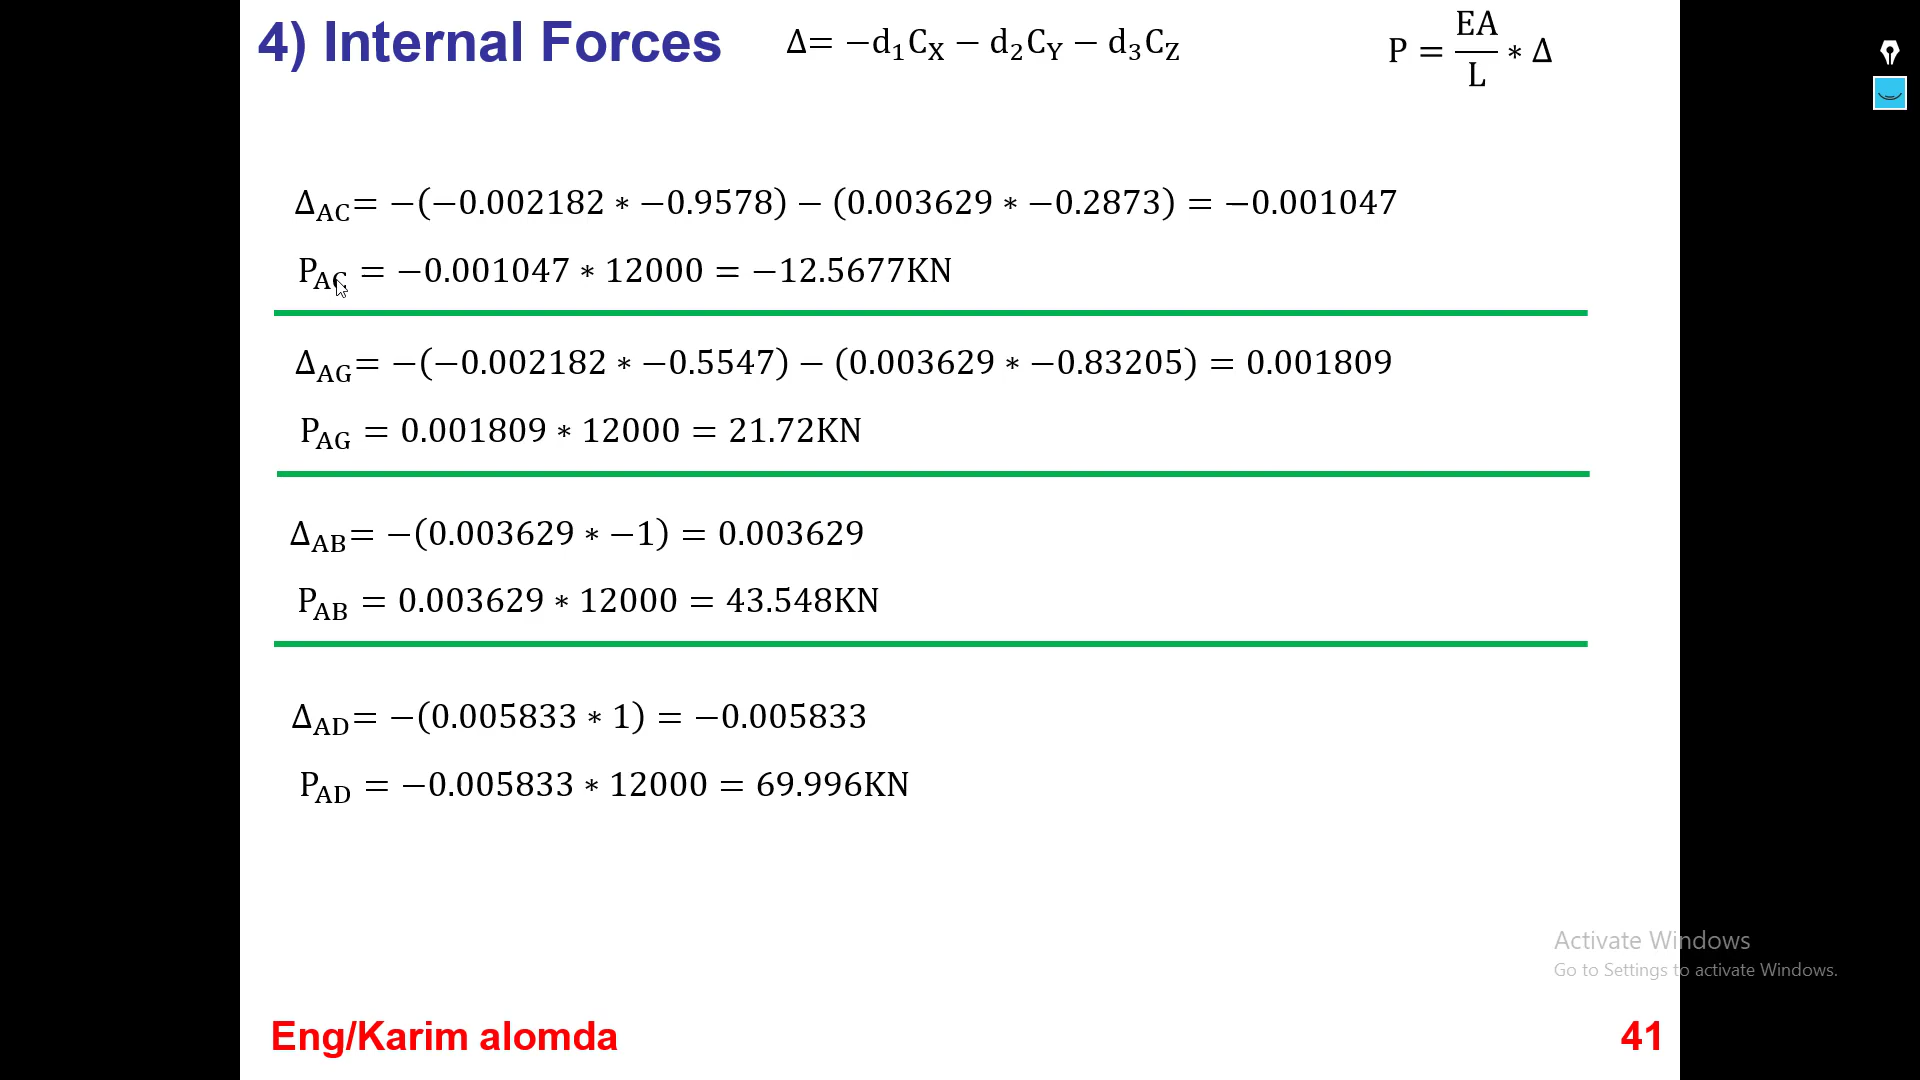 4) Internal Forces
Δ= −d₁C_X − d₂C_Y − d₃C_Z
P = EA/L ∗ Δ
Δ_AC= −(−0.002182 ∗ −0.9578) − (0.003629 ∗ −0.2873) = −0.001047
P_AC = −0.001047 ∗ 12000 = −12.5677KN
Δ_AG= −(−0.002182 ∗ −0.5547) − (0.003629 ∗ −0.83205) = 0.001809
P_AG = 0.001809 ∗ 12000 = 21.72KN
Δ_AB= −(0.003629 ∗ −1) = 0.003629
P_AB = 0.003629 ∗ 12000 = 43.548KN
Δ_AD= −(0.005833 ∗ 1) = −0.005833
P_AD = −0.005833 ∗ 12000 = 69.996KN
Activate Windows
Go to Settings to activate Windows.
Eng/Karim alomda
41